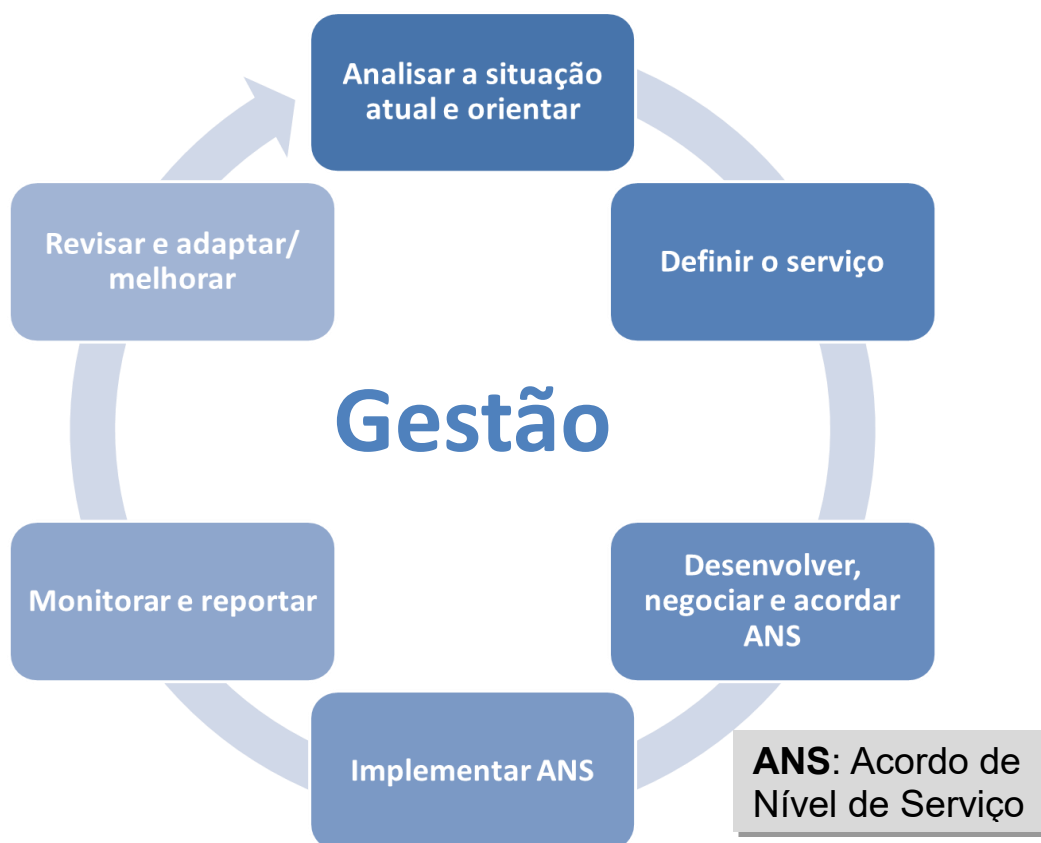 Analisar a situação
atual e orientar
Definir o serviço
Desenvolver,
negociar e acordar
ANS
Implementar ANS
Monitorar e reportar
Revisar e adaptar/
melhorar
Gestão
ANS: Acordo de
Nível de Serviço